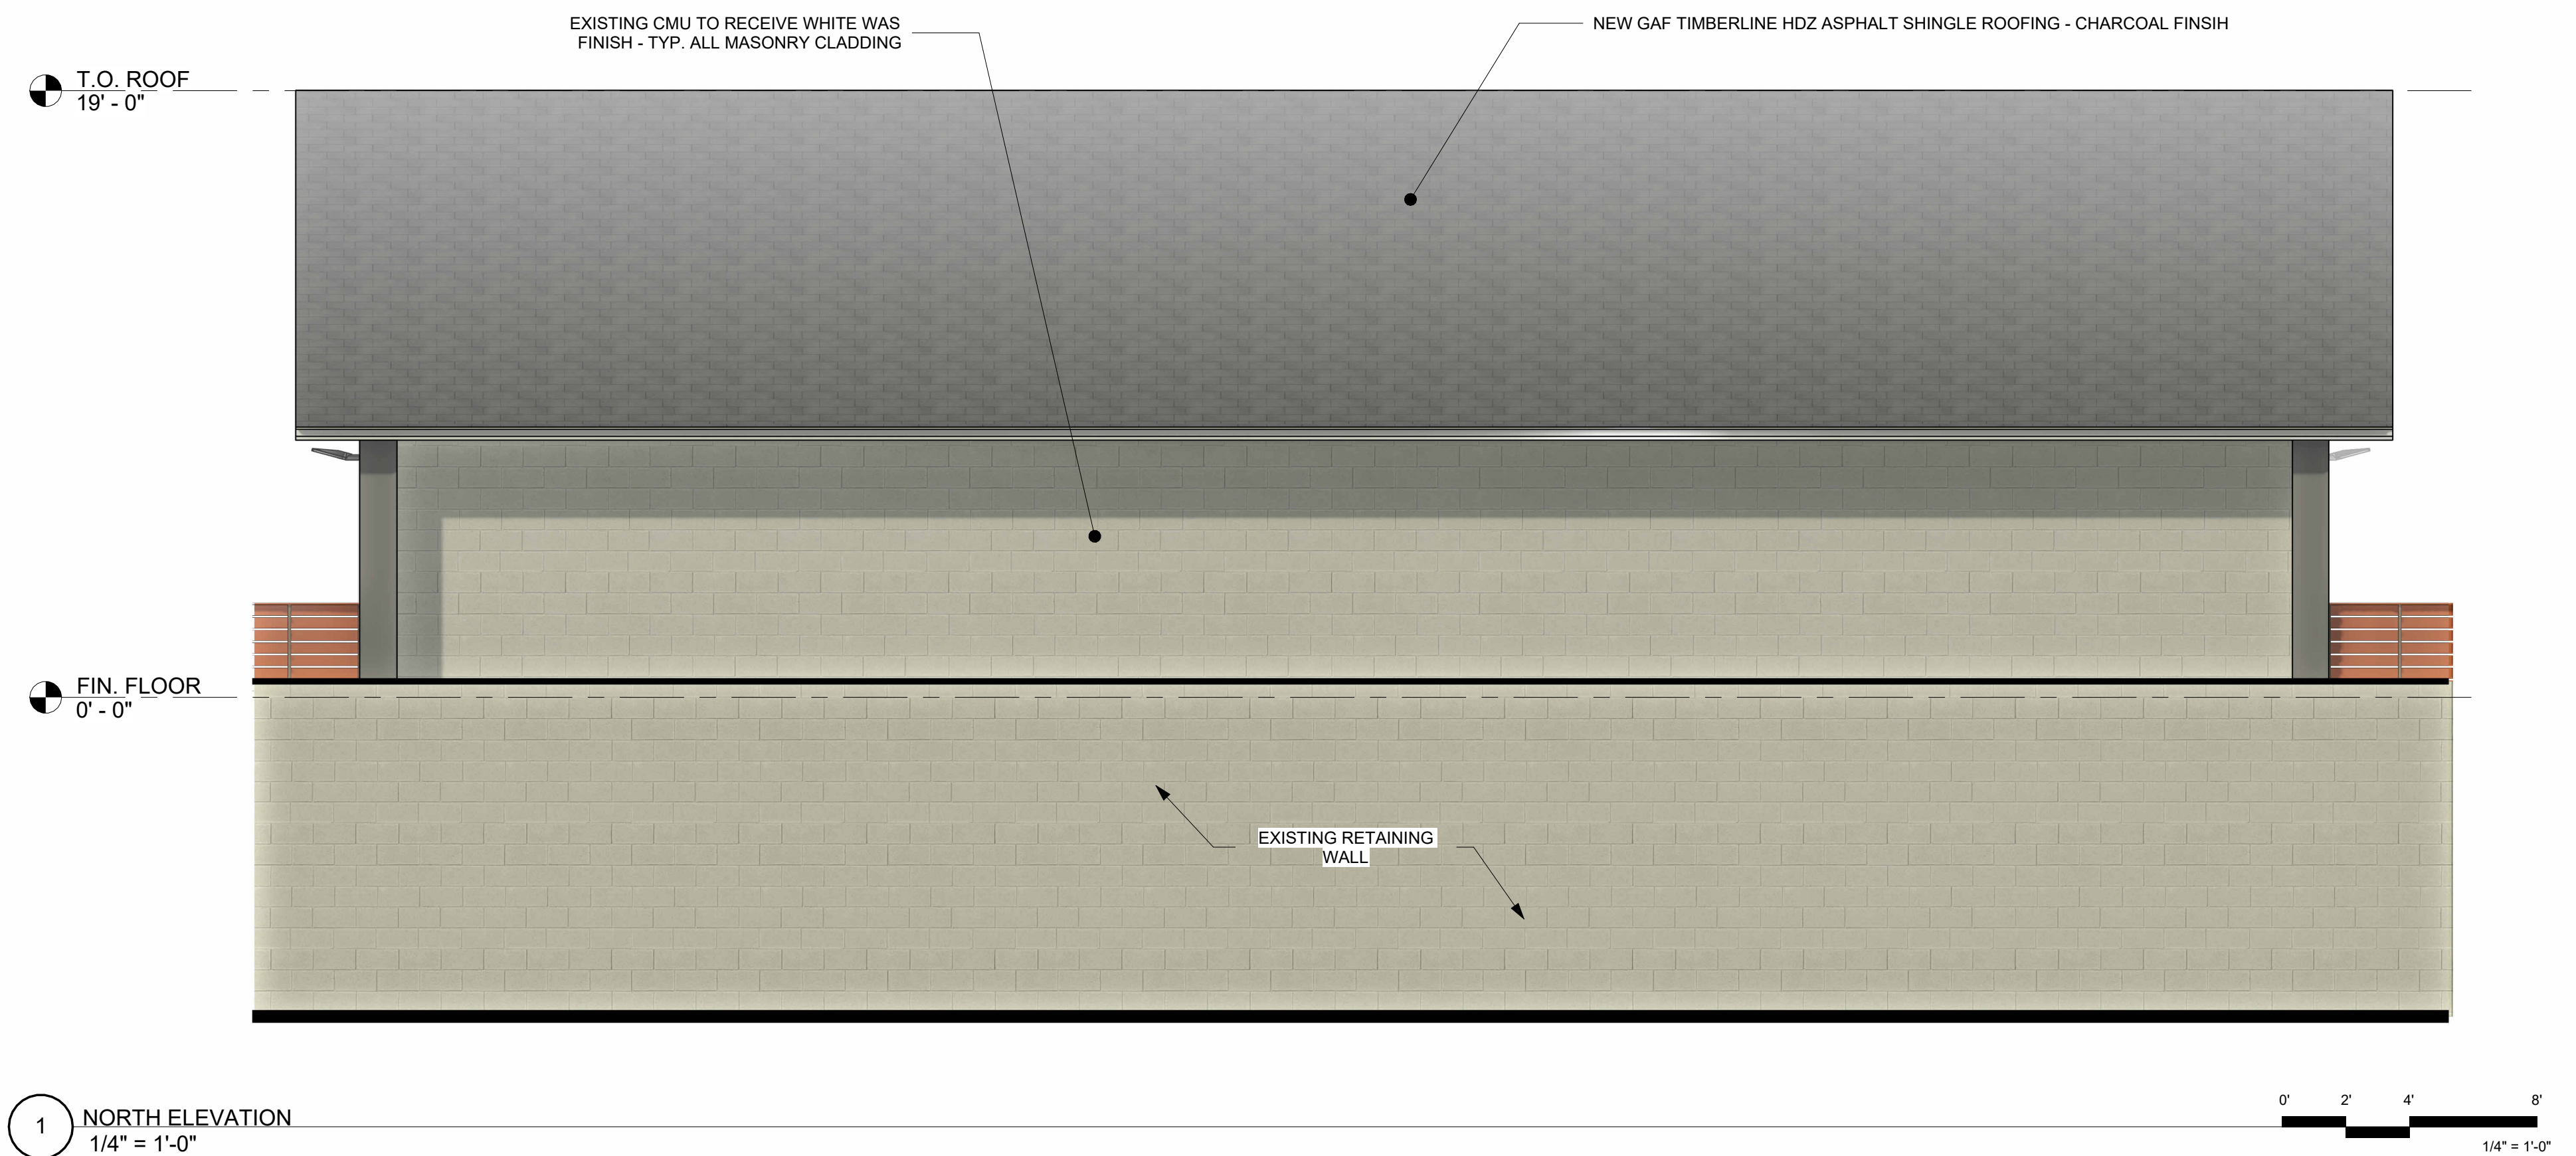 EXISTING CMU TO RECEIVE WHITE WAS
FINISH - TYP. ALL MASONRY CLADDING
NEW GAF TIMBERLINE HDZ ASPHALT SHINGLE ROOFING - CHARCOAL FINSIH
T.O. ROOF
19' - 0"
FIN. FLOOR
0' - 0"
EXISTING RETAINING
WALL
1
NORTH ELEVATION
1/4" = 1'-0"
0' 2' 4' 8'
1/4" = 1'-0"